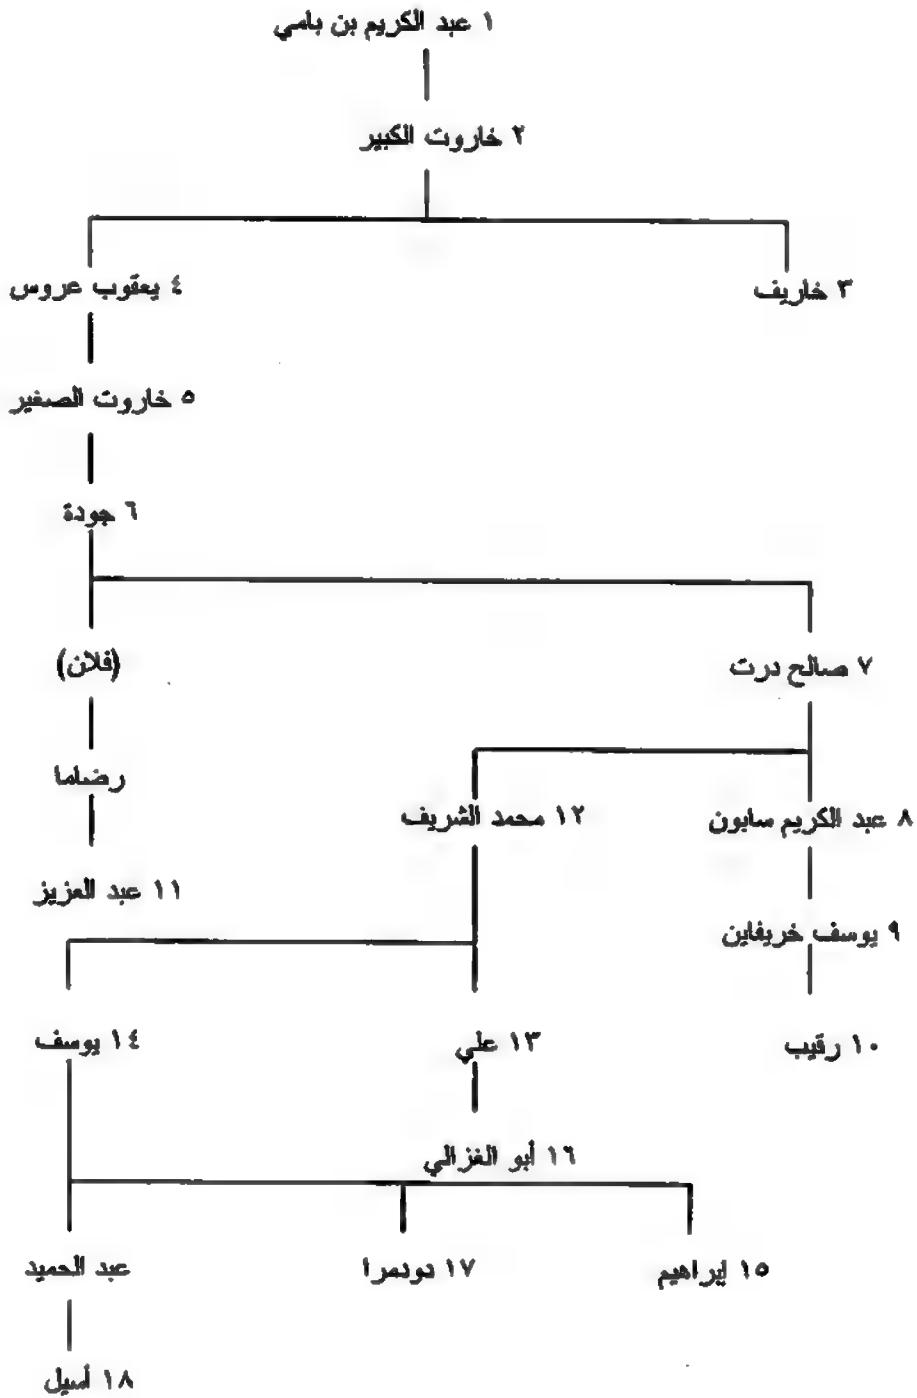 ١ عبد الكريم بن بامي
٢ خاروت الكبير
٣ خاريف
٤ يعقوب عروس
٥ خاروت الصغير
٦ جودة
(فلان)
٧ صالح درت
رضاما
٨ عبد الكريم سابون
١٢ محمد الشريف
١١ عبد العزيز
٩ يوسف خريفاين
١٠ رقيب
١٣ علي
١٤ يوسف
١٦ أبو الغزالي
١٥ إبراهيم
١٧ دودمرا
عبد الحميد
١٨ أسيل